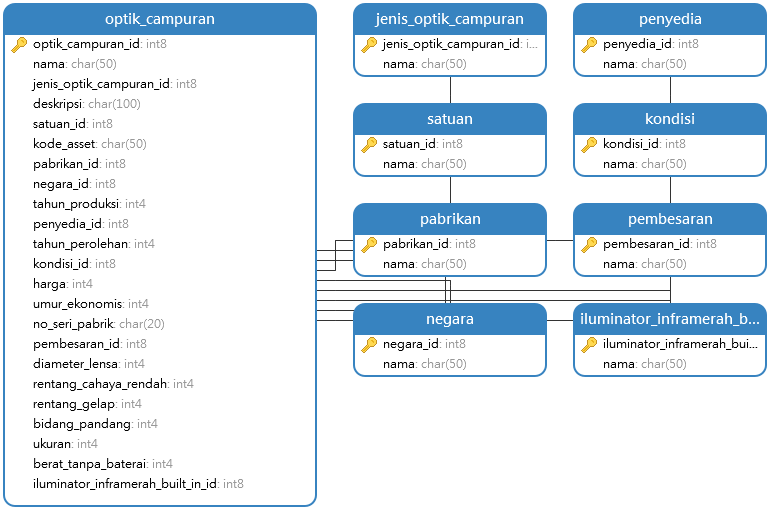 optik_campuran
optik_campuran_id: int8
nama: char(50)
jenis_optik_campuran_id: int8
deskripsi: char(100)
satuan_id: int8
kode_asset: char(50)
pabrikan_id: int8
negara_id: int8
tahun_produksi: int4
penyedia_id: int8
tahun_perolehan: int4
kondisi_id: int8
harga: int4
umur_ekonomis: int4
no_seri_pabrik: char(20)
pembesaran_id: int8
diameter_lensa: int4
rentang_cahaya_rendah: int4
rentang_gelap: int4
bidang_pandang: int4
ukuran: int4
berat_tanpa_baterai: int4
iluminator_inframerah_built_in_id: int8
jenis_optik_campuran
jenis_optik_campuran_id: i...
nama: char(50)
penyedia
penyedia_id: int8
nama: char(50)
satuan
satuan_id: int8
nama: char(50)
kondisi
kondisi_id: int8
nama: char(50)
pabrikan
pabrikan_id: int8
nama: char(50)
pembesaran
pembesaran_id: int8
nama: char(50)
negara
negara_id: int8
nama: char(50)
iluminator_inframerah_b...
iluminator_inframerah_bui...
nama: char(50)